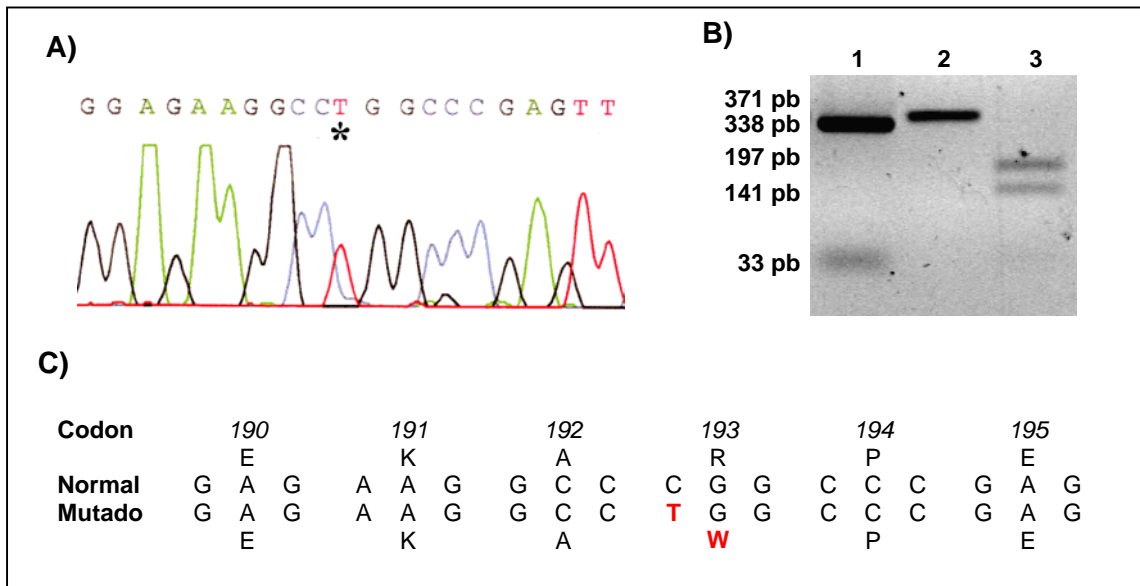 A)
G G A G A A G G C C T G G C C C G A G T T
*
B)
1 2 3
371 pb
338 pb
197 pb
141 pb
33 pb
C)
Codon 190 191 192 193 194 195
E K A R P E
Normal G A G A A G G C C C G G C C C G A G
Mutado G A G A A G G C C T G G C C C G A G
E K A W P E